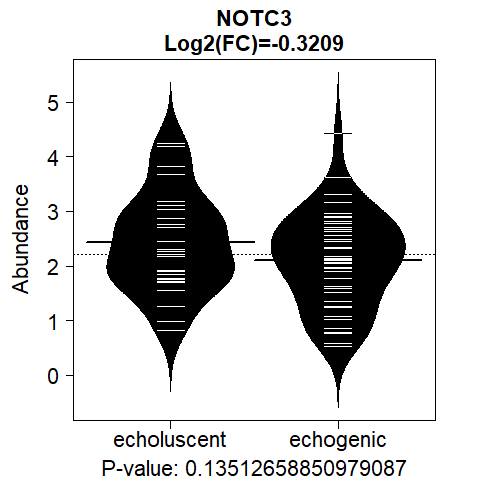 NOTC3
Log2(FC)=-0.3209
5
4
3
2
1
0
Abundance
echoluscent echogenic
P-value: 0.13512658850979087